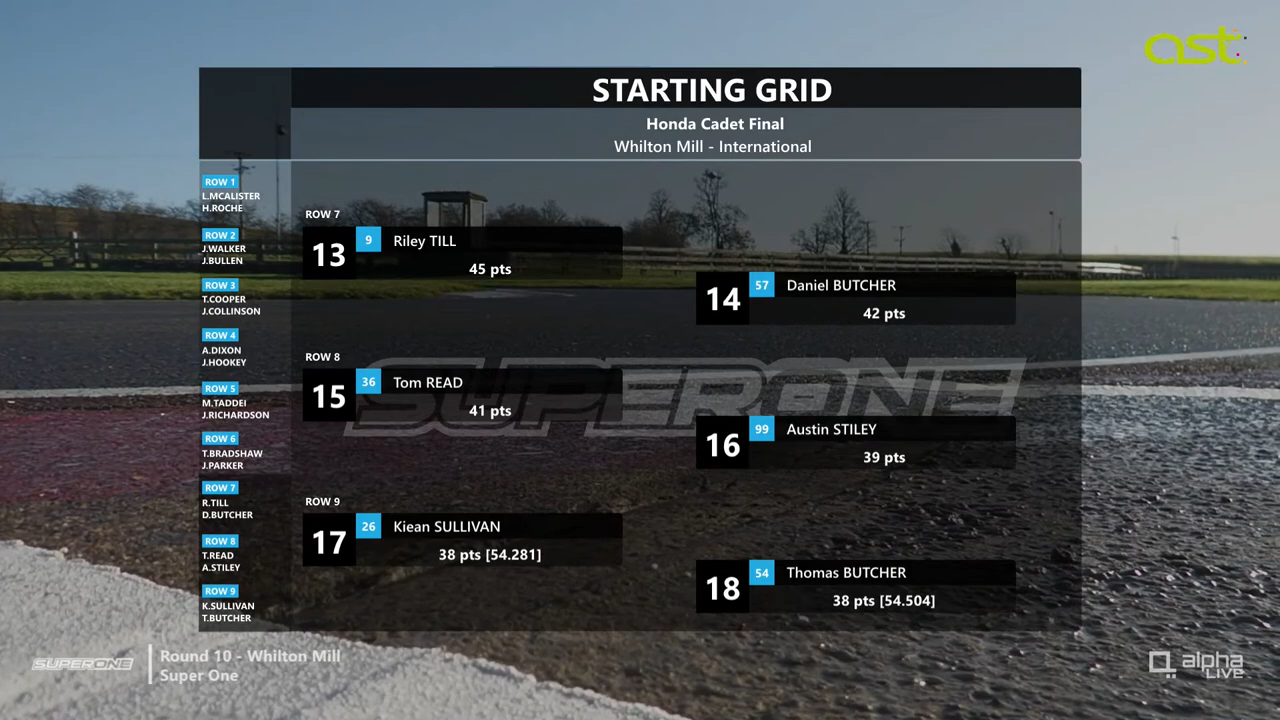 ast
STARTING GRID
Honda Cadet Final
Whilton Mill - International
ROW 1
L.MCALISTER
H.ROCHE
ROW 2
J.WALKER
J.BULLEN
ROW 3
T.COOPER
J.COLLINSON
ROW 4
A.DIXON
J.HOOKEY
ROW 5
M.TADDEI
J.RICHARDSON
ROW 6
T.BRADSHAW
J.PARKER
ROW 7
R.TILL
D.BUTCHER
ROW 8
T.READ
A.STILEY
ROW 9
K.SULLIVAN
T.BUTCHER
ROW 7
13 9 Riley TILL
45 pts
14 57 Daniel BUTCHER
42 pts
ROW 8
15 36 Tom READ
41 pts
SUPERONE
16 99 Austin STILEY
39 pts
ROW 9
17 26 Kiean SULLIVAN
38 pts [54.281]
18 54 Thomas BUTCHER
38 pts [54.504]
SUPERONE
Round 10 - Whilton Mill
Super One
alpha
LIVE